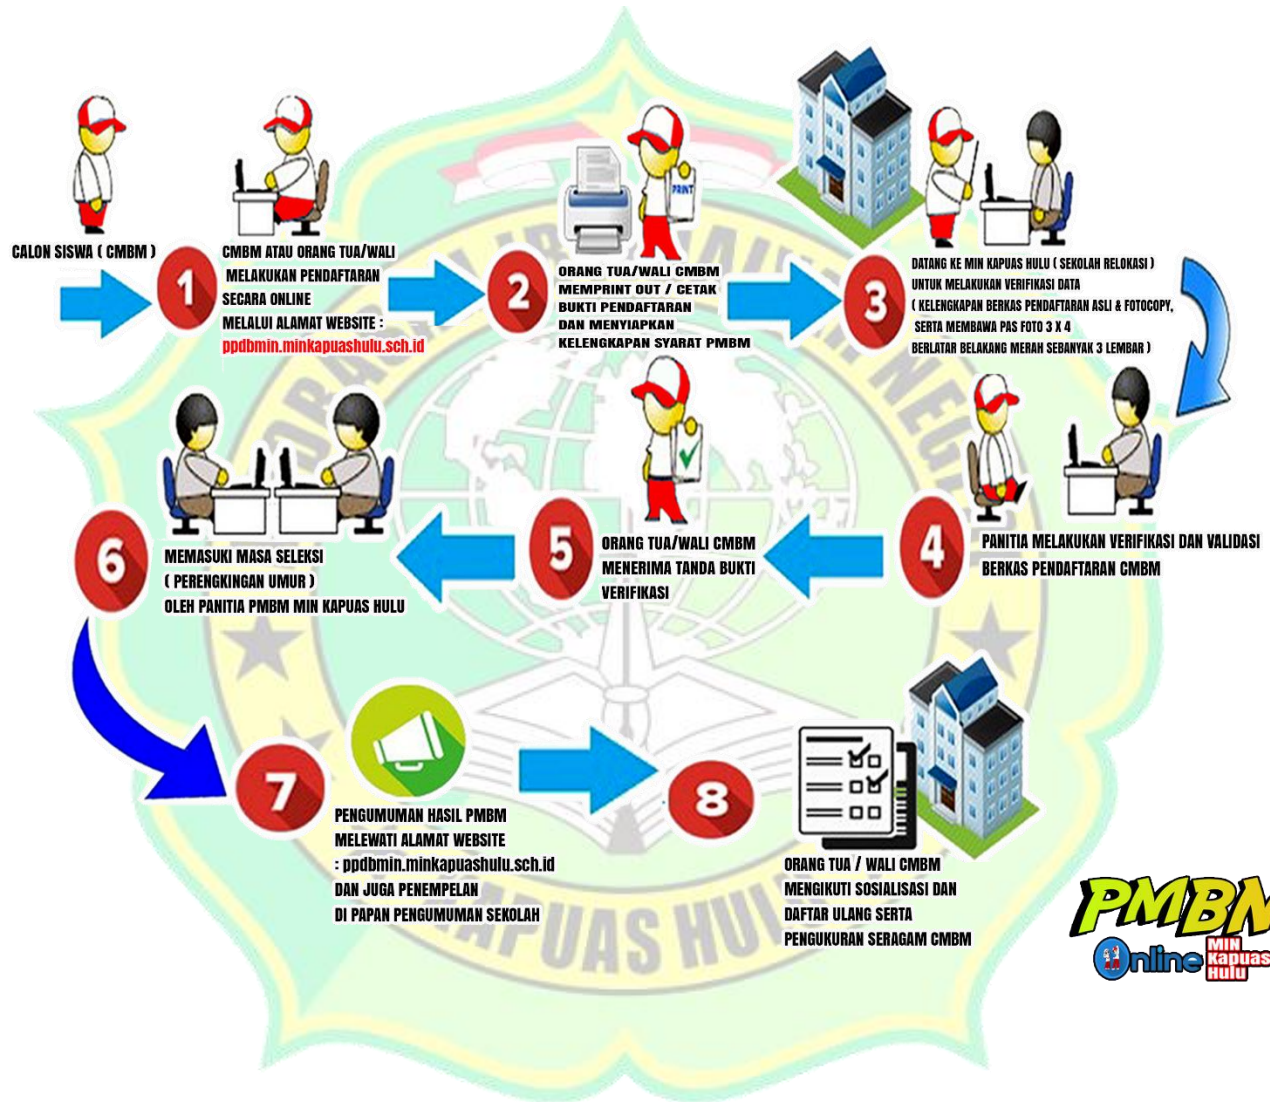 CALON SISWA ( CMBM )
1
CMBM ATAU ORANG TUA/WALI
MELAKUKAN PENDAFTARAN
SECARA ONLINE
MELALUI ALAMAT WEBSITE :
ppdbmin.minkapuashulu.sch.id
PRINT
2
ORANG TUA/WALI CMBM
MEMPRINT OUT / CETAK
BUKTI PENDAFTARAN
DAN MENYIAPKAN
KELENGKAPAN SYARAT PMBM
3
DATANG KE MIN KAPUAS HULU ( SEKOLAH RELOKASI )
UNTUK MELAKUKAN VERIFIKASI DATA
( KELENGKAPAN BERKAS PENDAFTARAN ASLI & FOTOCOPY,
SERTA MEMBAWA PAS FOTO 3 X 4
BERLATAR BELAKANG MERAH SEBANYAK 3 LEMBAR )
4
PANITIA MELAKUKAN VERIFIKASI DAN VALIDASI
BERKAS PENDAFTARAN CMBM
5
ORANG TUA/WALI CMBM
MENERIMA TANDA BUKTI
VERIFIKASI
6
MEMASUKI MASA SELEKSI
( PERENGKINGAN UMUR )
OLEH PANITIA PMBM MIN KAPUAS HULU
7
PENGUMUMAN HASIL PMBM
MELEWATI ALAMAT WEBSITE
: ppdbmin.minkapuashulu.sch.id
DAN JUGA PENEMPELAN
DI PAPAN PENGUMUMAN SEKOLAH
8
ORANG TUA / WALI CMBM
MENGIKUTI SOSIALISASI DAN
DAFTAR ULANG SERTA
PENGUKURAN SERAGAM CMBM
KAPUAS HULU
PMBM
Online MIN Kapuas Hulu